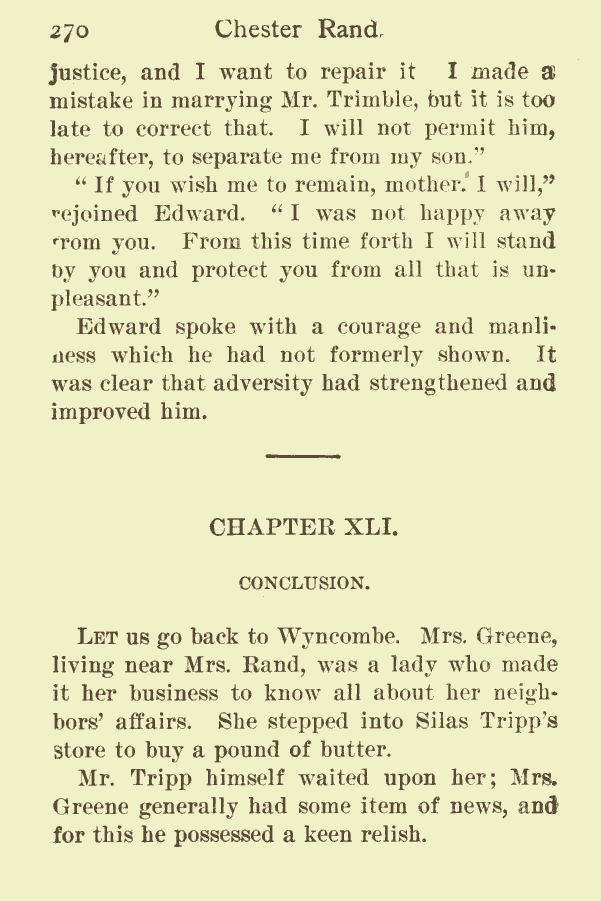 270 Chester Rand.
justice, and I want to repair it I made a
mistake in marrying Mr. Trimble, but it is too
late to correct that. I will not permit him,
hereafter, to separate me from my son."
" If you wish me to remain, mother. I will,"
rejoined Edward. " I was not happy away
from you. From this time forth I will stand
by you and protect you from all that is un-
pleasant."
Edward spoke with a courage and manli-
ness which he had not formerly shown. It
was clear that adversity had strengthened and
improved him.
CHAPTER XLI.
CONCLUSION.
LET us go back to Wyncombe. Mrs. Greene,
living near Mrs. Rand, was a lady who made
it her business to know all about her neigh-
bors' affairs. She stepped into Silas Tripp's
store to buy a pound of butter.
Mr. Tripp himself waited upon her; Mrs.
Greene generally had some item of news, and
for this he possessed a keen relish.